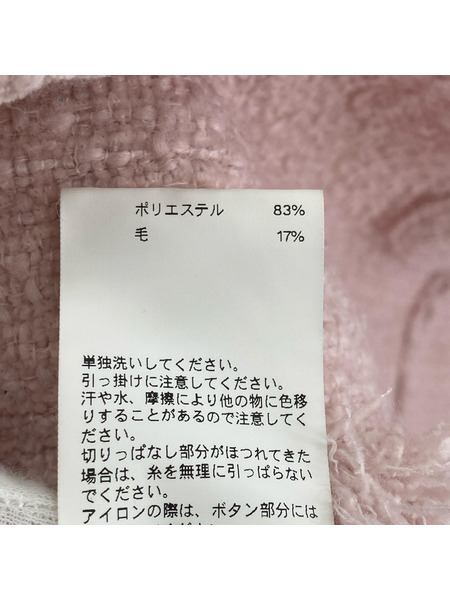 ポリエステル 83%
毛 17%
単独洗いしてください。
引っ掛けに注意してください。
汗や水、摩擦により他の物に色移
りすることがあるので注意してく
ださい。
切りっぱなし部分がほつれてきた
場合は、糸を無理に引っぱらない
でください。
アイロンの際は、ボタン部分には